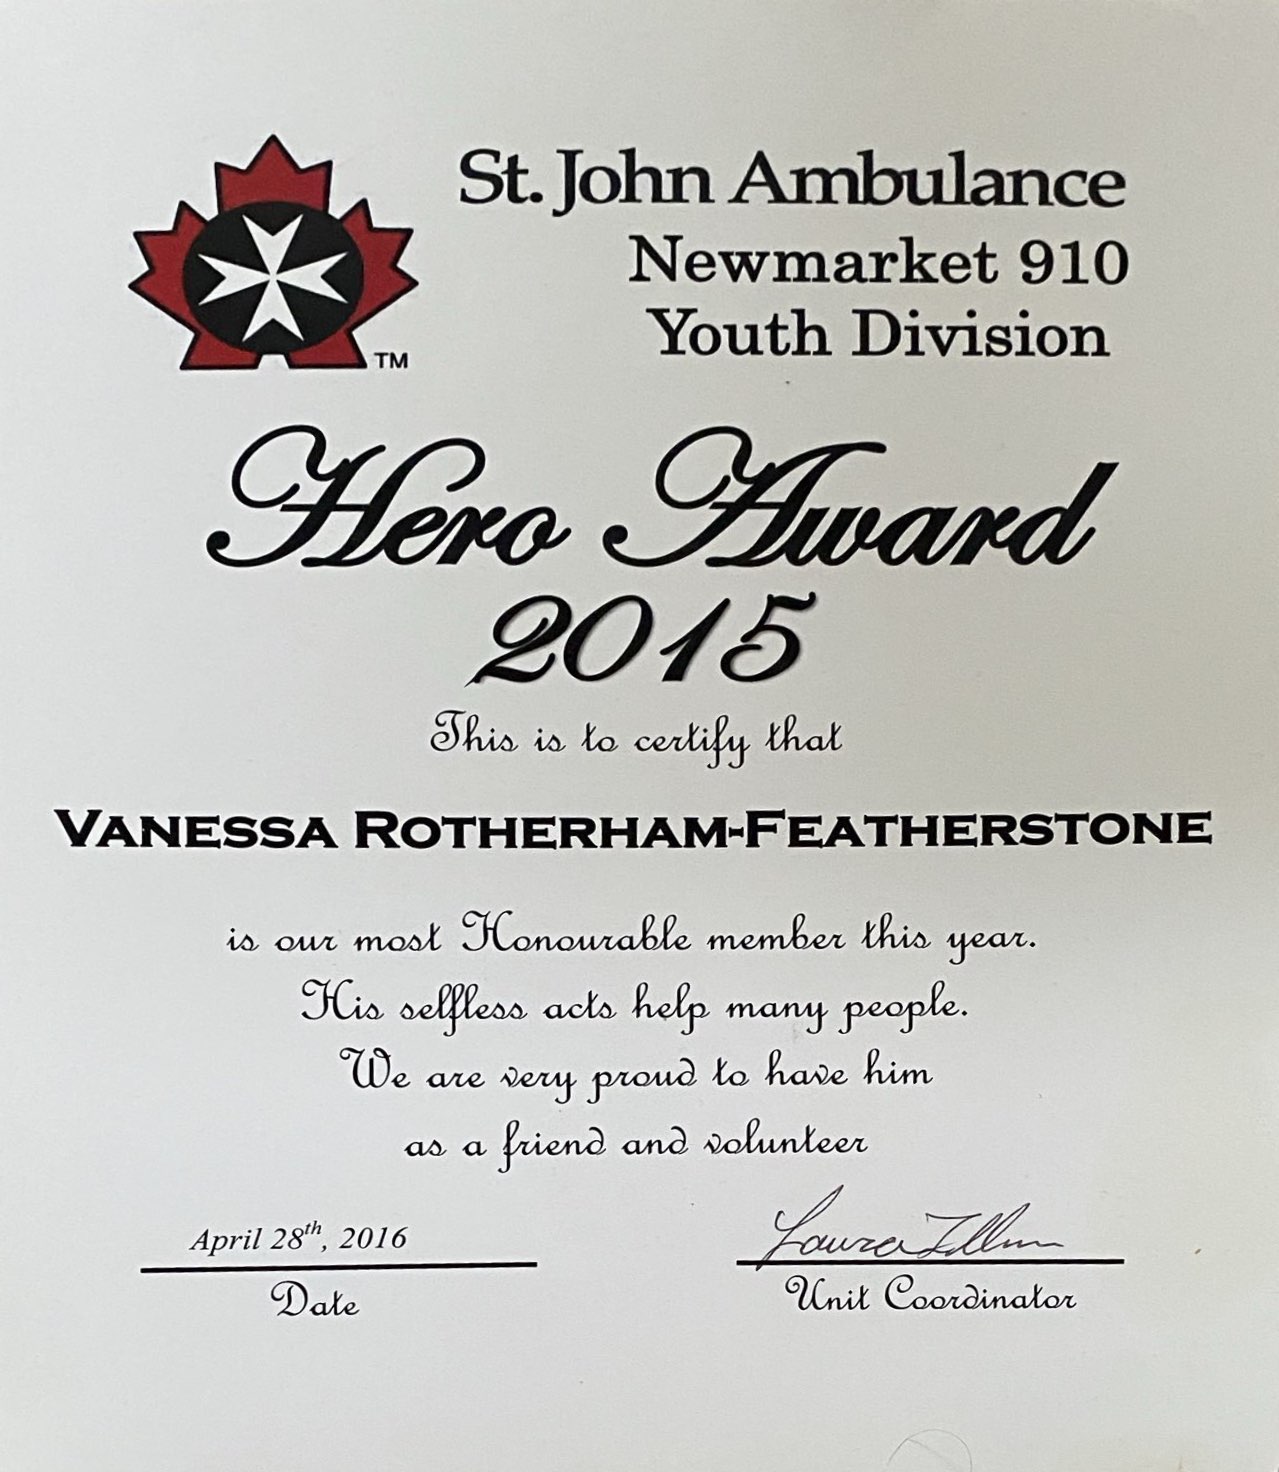 St. John Ambulance
Newmarket 910
Youth Division
TM
Hero Award
2015
This is to certify that
VANESSA ROTHERHAM-FEATHERSTONE
is our most Honourable member this year.
His selfless acts help many people.
We are very proud to have him
as a friend and volunteer
April 28th, 2016
Laura
Date
Unit Coordinator